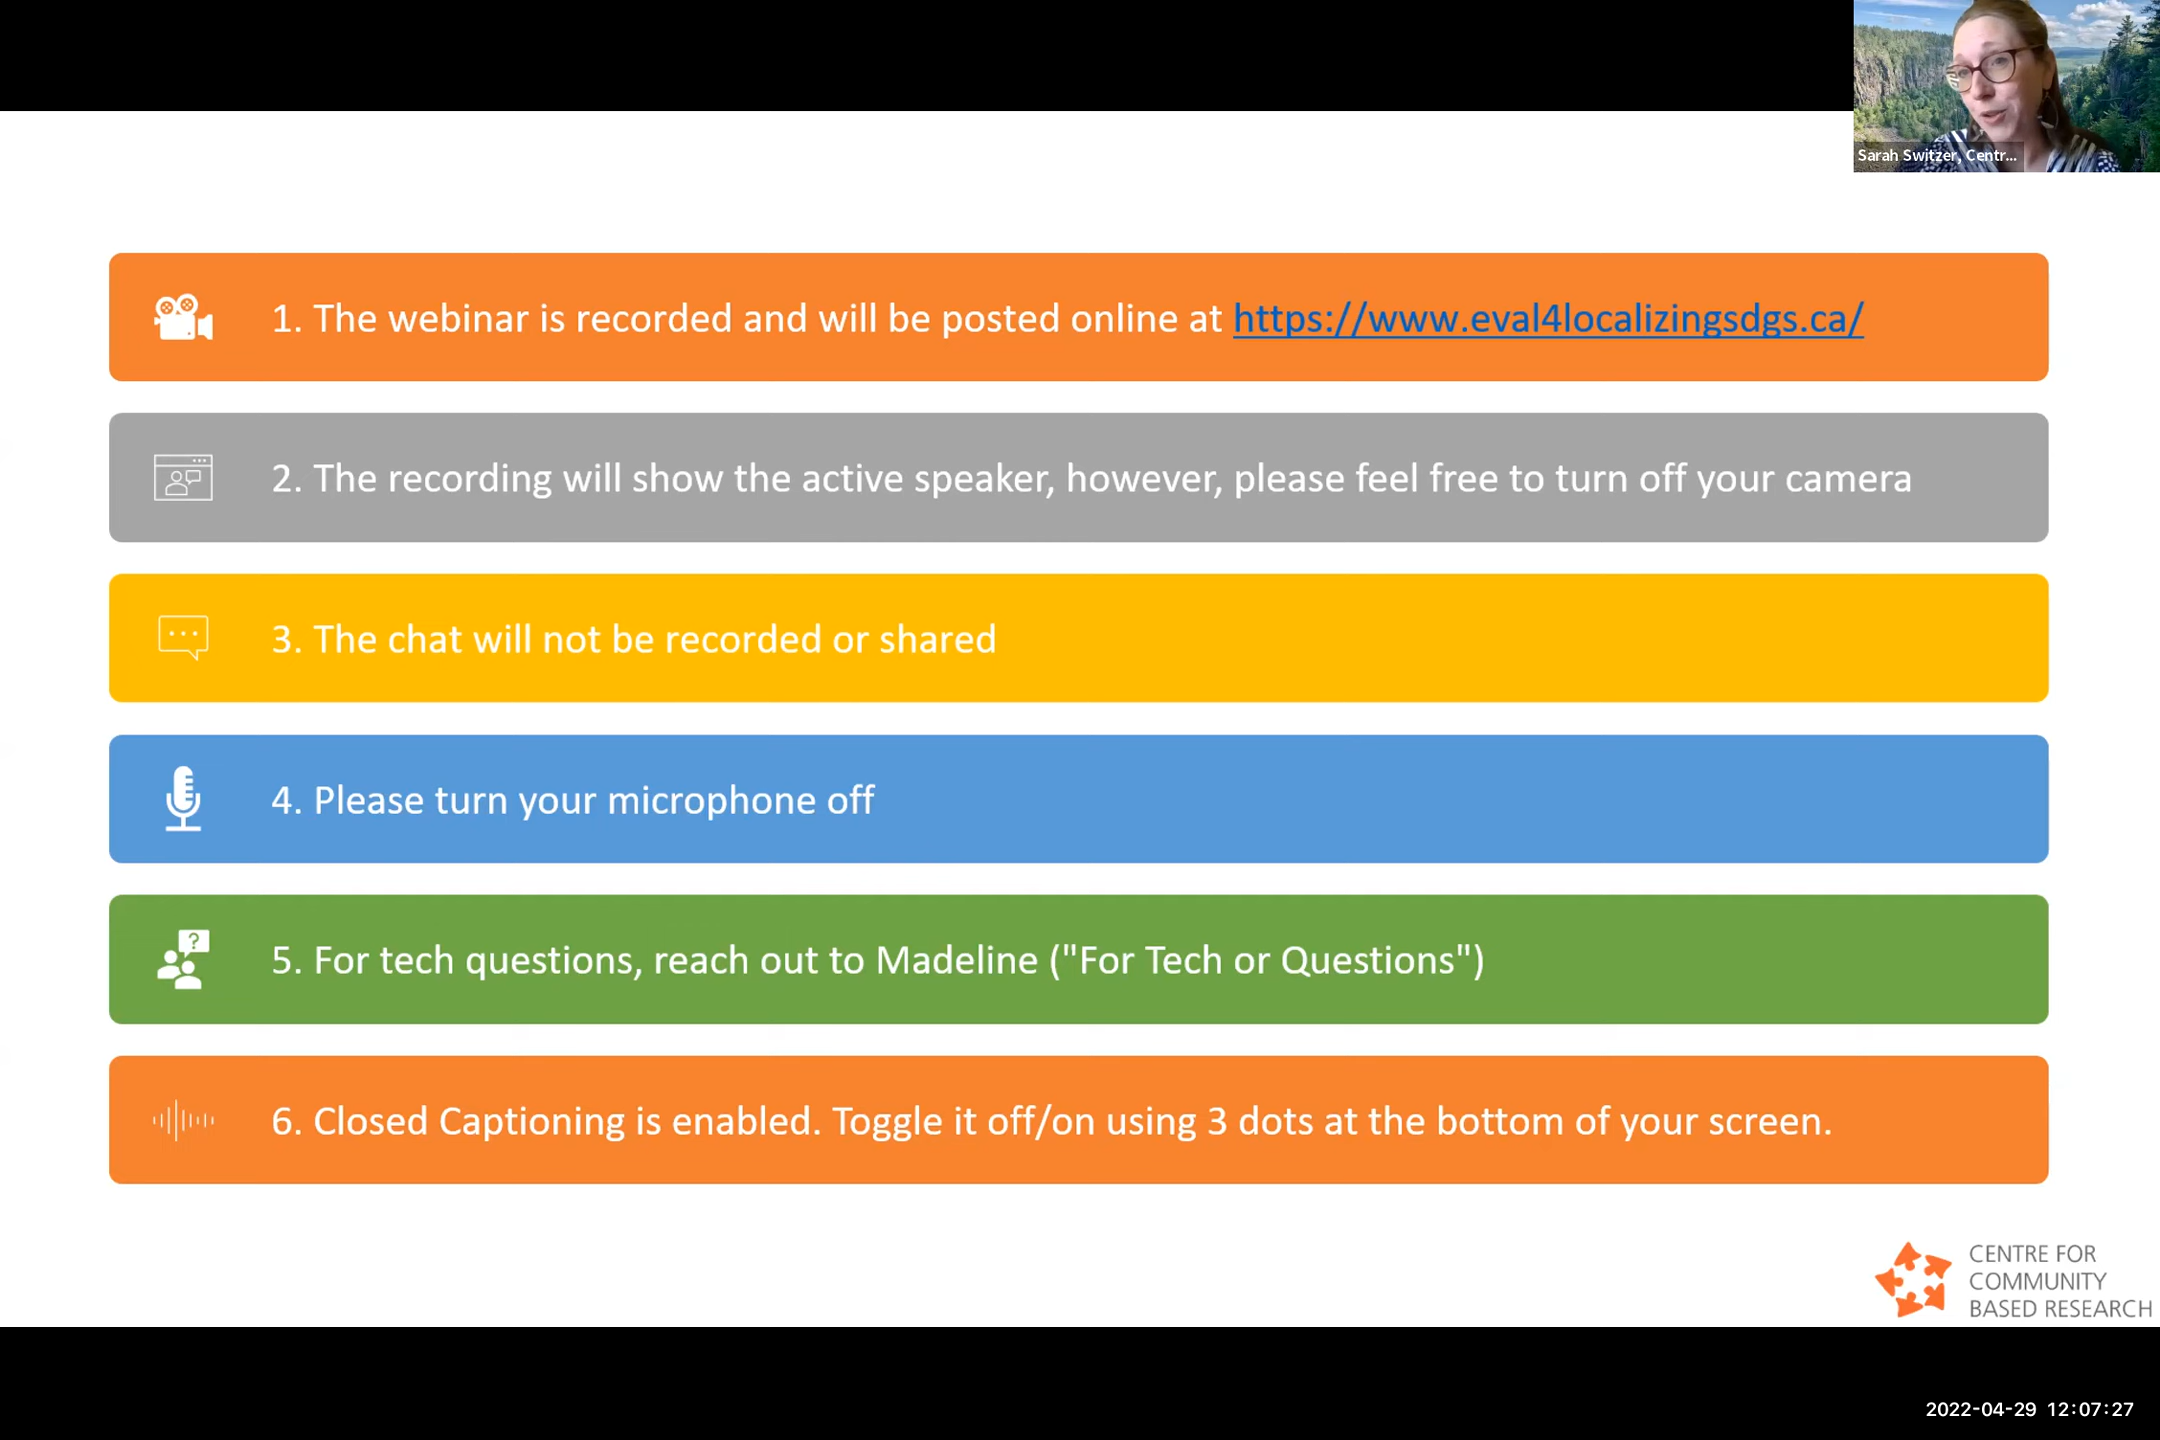 Sarah Switzer, Centr...
1. The webinar is recorded and will be posted online at https://www.eval4localizingsdgs.ca/
2. The recording will show the active speaker, however, please feel free to turn off your camera
3. The chat will not be recorded or shared
4. Please turn your microphone off
?
5. For tech questions, reach out to Madeline ("For Tech or Questions")
6. Closed Captioning is enabled. Toggle it off/on using 3 dots at the bottom of your screen.
CENTRE FOR
COMMUNITY
BASED RESEARCH
2022-04-29 12:07:27